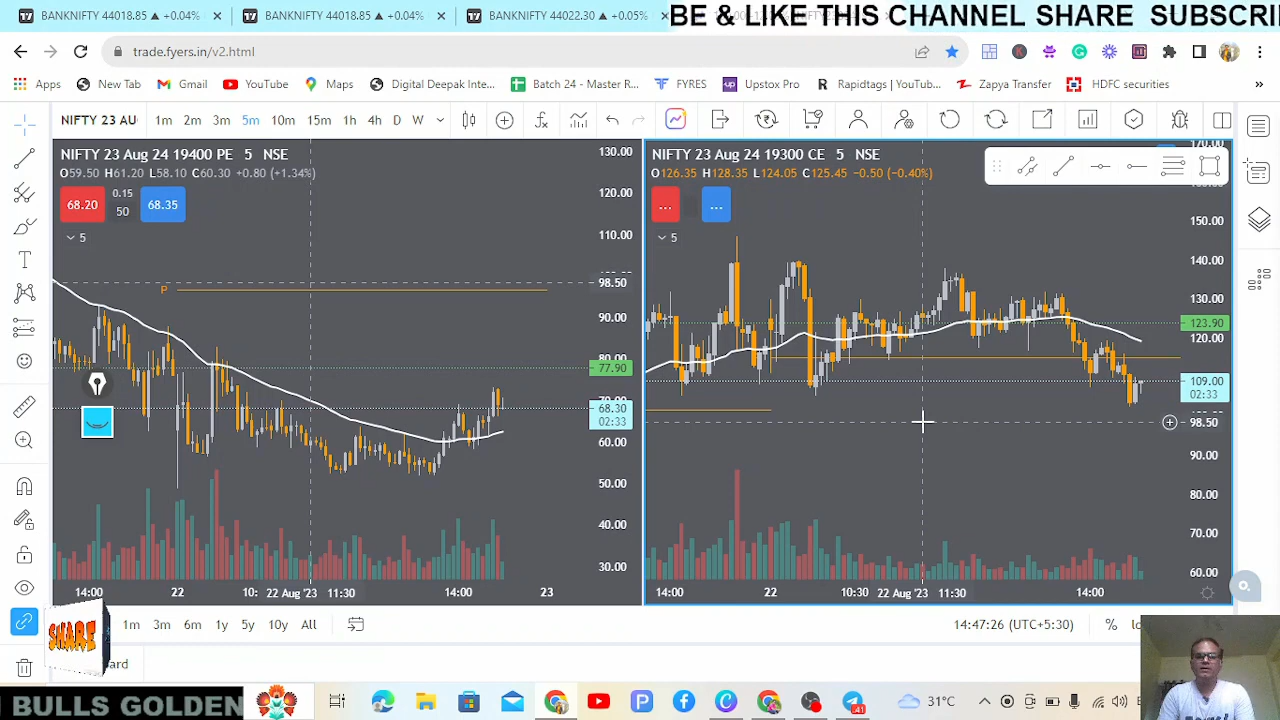 BE & LIKE THIS CHANNEL SHARE SUBSCRI
BANKNIFTY 44018.85 ▲ +0.04%
BANKNIFTY 44018.85 ▲ +0.04%
BANKNIFTY 44022.30 ▲ +0.05%
trade.fyers.in/v2.html
Apps
New Tab
Gmail
YouTube
Maps
Digital Deepak Inter...
Batch 24 - Master R...
FYRES
Upstox Pro
Rapidtags | YouTub...
Zapya Transfer
HDFC securities
NIFTY 23 AU
1m 2m 3m 5m 10m 15m 1h 4h D W
NIFTY 23 Aug 24 19400 PE 5 NSE
O59.50 H61.20 L58.10 C60.30 +0.80 (+1.34%)
68.20
0.15
50
68.35
5
P
130.00
120.00
110.00
98.50
90.00
80.00
77.90
68.30
02:33
60.00
50.00
40.00
30.00
14:00 22 10: 22 Aug '23 11:30 14:00 23
NIFTY 23 Aug 24 19300 CE 5 NSE
O126.35 H128.35 L124.05 C125.45 -0.50 (-0.40%)
...
...
5
170.00
150.00
140.00
130.00
123.90
120.00
109.00
02:33
98.50
90.00
80.00
70.00
60.00
14:00 22 10:30 22 Aug '23 11:30 14:00
SHARE
1m 3m 6m 1y 5y 10y All
14:47:26 (UTC+5:30)
%
ard
BULLS GOLDEN
41
31°C